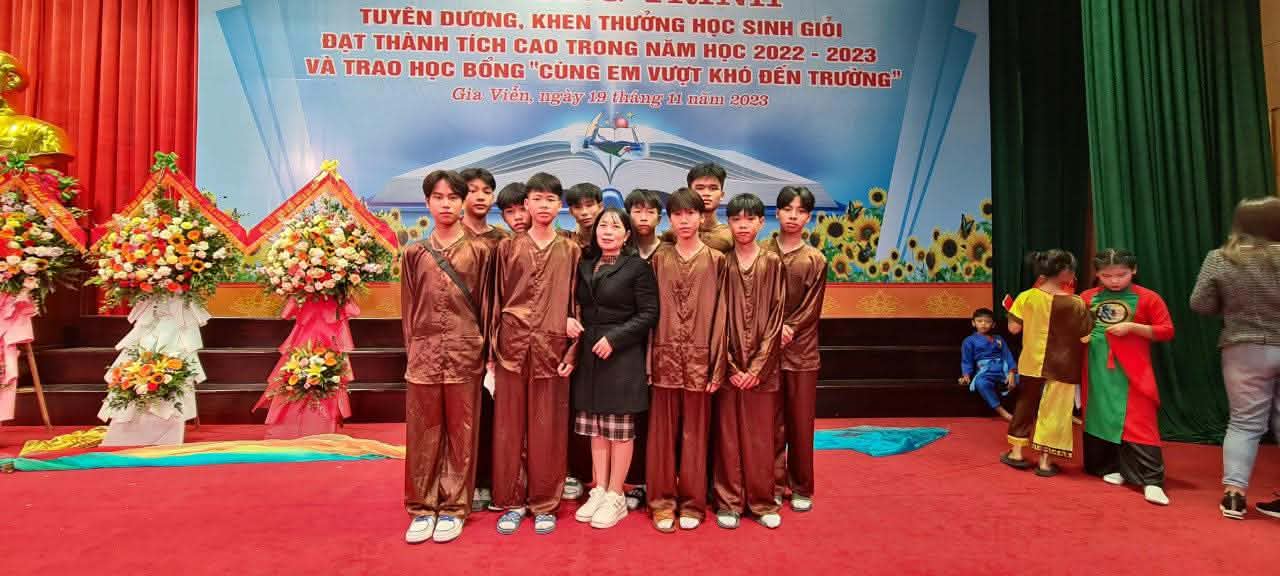 TUYÊN DƯƠNG, KHEN THƯỞNG HỌC SINH GIỎI
ĐẠT THÀNH TÍCH CAO TRONG NĂM HỌC 2022 - 2023
VÀ TRAO HỌC BỔNG "CÙNG EM VƯỢT KHÓ ĐẾN TRƯỜNG"
Gia Viễn, ngày 19 tháng 11 năm 2023